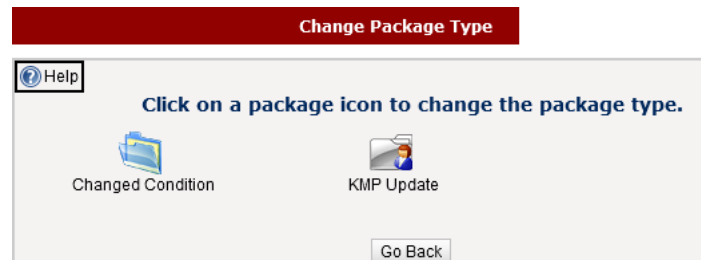 Change Package Type
Help
Click on a package icon to change the package type.
Changed Condition
KMP Update
Go Back